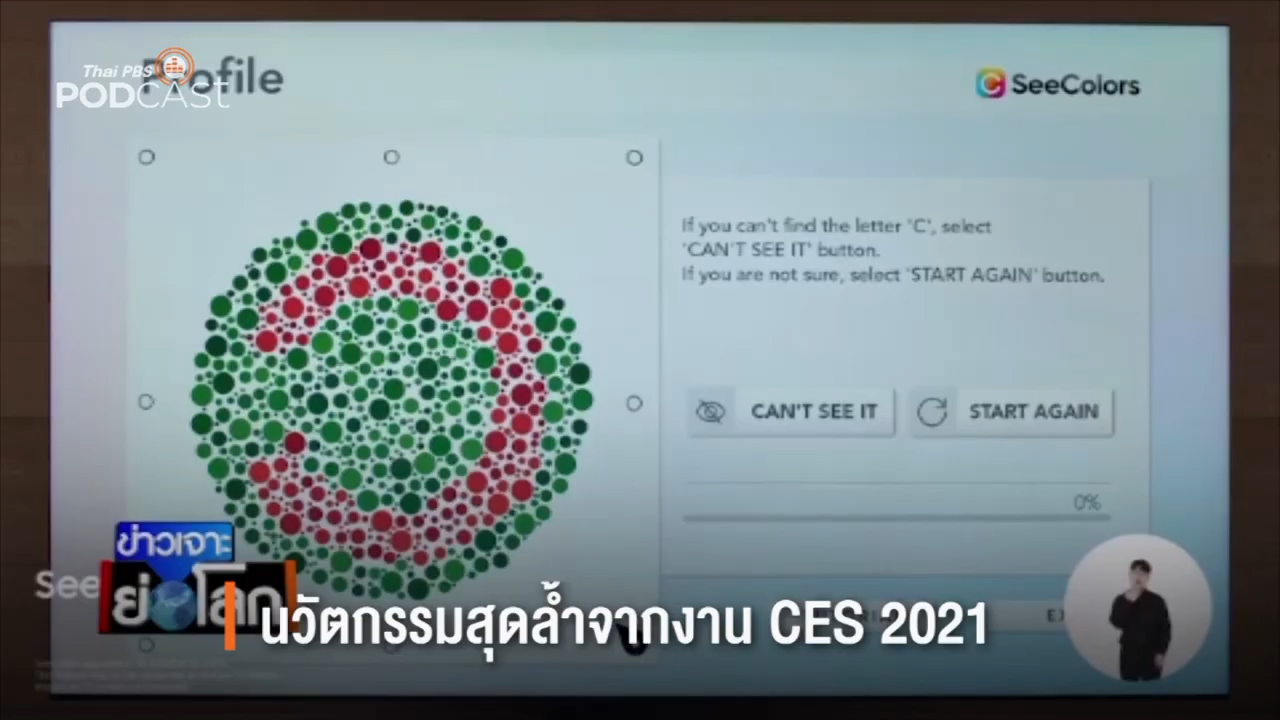 Thai PBS
PODCAST
Profile
SeeColors
If you can't find the letter 'C', select
'CAN'T SEE IT' button.
If you are not sure, select 'START AGAIN' button.
CAN'T SEE IT
START AGAIN
0%
See
ข่าวเจาะ
ย่อโลก
นวัตกรรมสุดล้ำจากงาน CES 2021